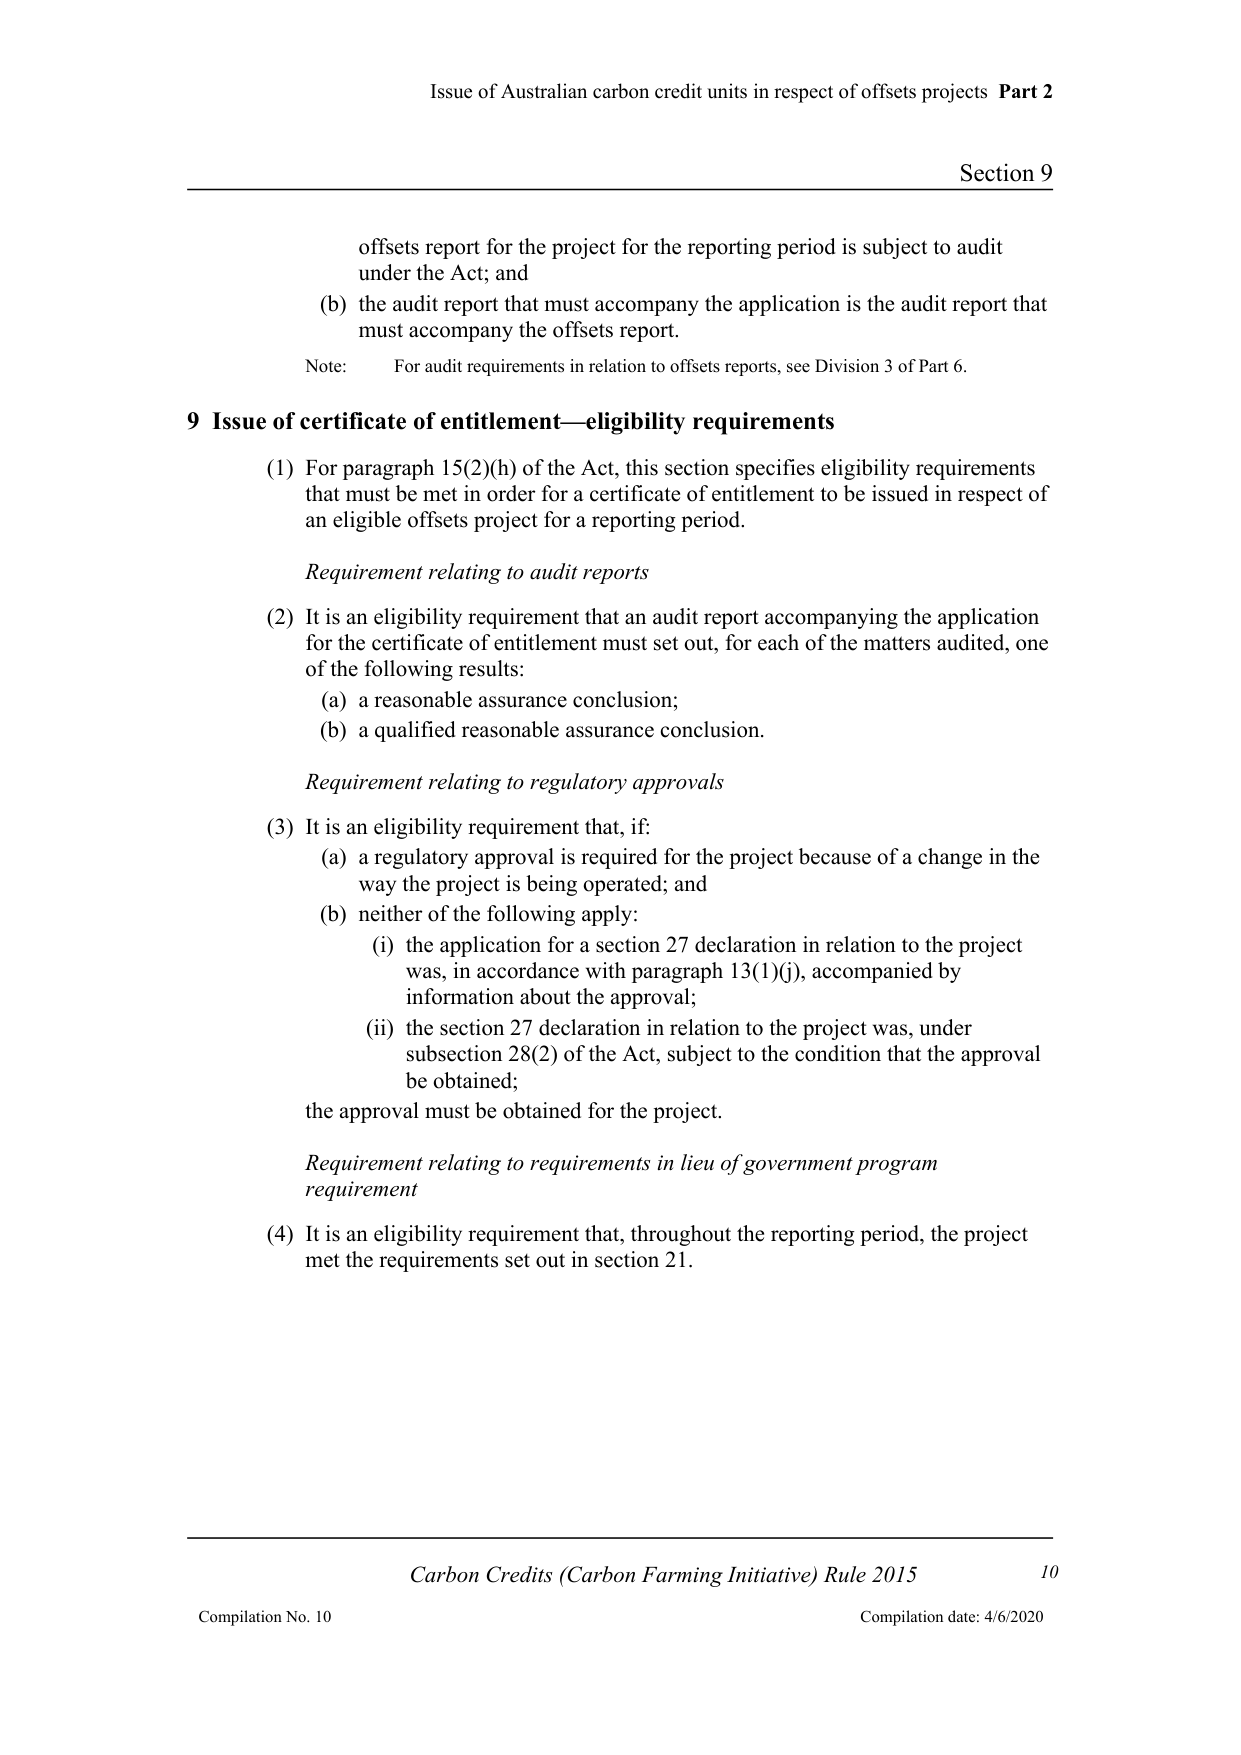 Issue of Australian carbon credit units in respect of offsets projects Part 2
Section 9
offsets report for the project for the reporting period is subject to audit
under the Act; and
(b) the audit report that must accompany the application is the audit report that
must accompany the offsets report.
Note: For audit requirements in relation to offsets reports, see Division 3 of Part 6.
9 Issue of certificate of entitlement—eligibility requirements
(1) For paragraph 15(2)(h) of the Act, this section specifies eligibility requirements
that must be met in order for a certificate of entitlement to be issued in respect of
an eligible offsets project for a reporting period.
Requirement relating to audit reports
(2) It is an eligibility requirement that an audit report accompanying the application
for the certificate of entitlement must set out, for each of the matters audited, one
of the following results:
(a) a reasonable assurance conclusion;
(b) a qualified reasonable assurance conclusion.
Requirement relating to regulatory approvals
(3) It is an eligibility requirement that, if:
(a) a regulatory approval is required for the project because of a change in the
way the project is being operated; and
(b) neither of the following apply:
(i) the application for a section 27 declaration in relation to the project
was, in accordance with paragraph 13(1)(j), accompanied by
information about the approval;
(ii) the section 27 declaration in relation to the project was, under
subsection 28(2) of the Act, subject to the condition that the approval
be obtained;
the approval must be obtained for the project.
Requirement relating to requirements in lieu of government program
requirement
(4) It is an eligibility requirement that, throughout the reporting period, the project
met the requirements set out in section 21.
Carbon Credits (Carbon Farming Initiative) Rule 2015 10
Compilation No. 10 Compilation date: 4/6/2020